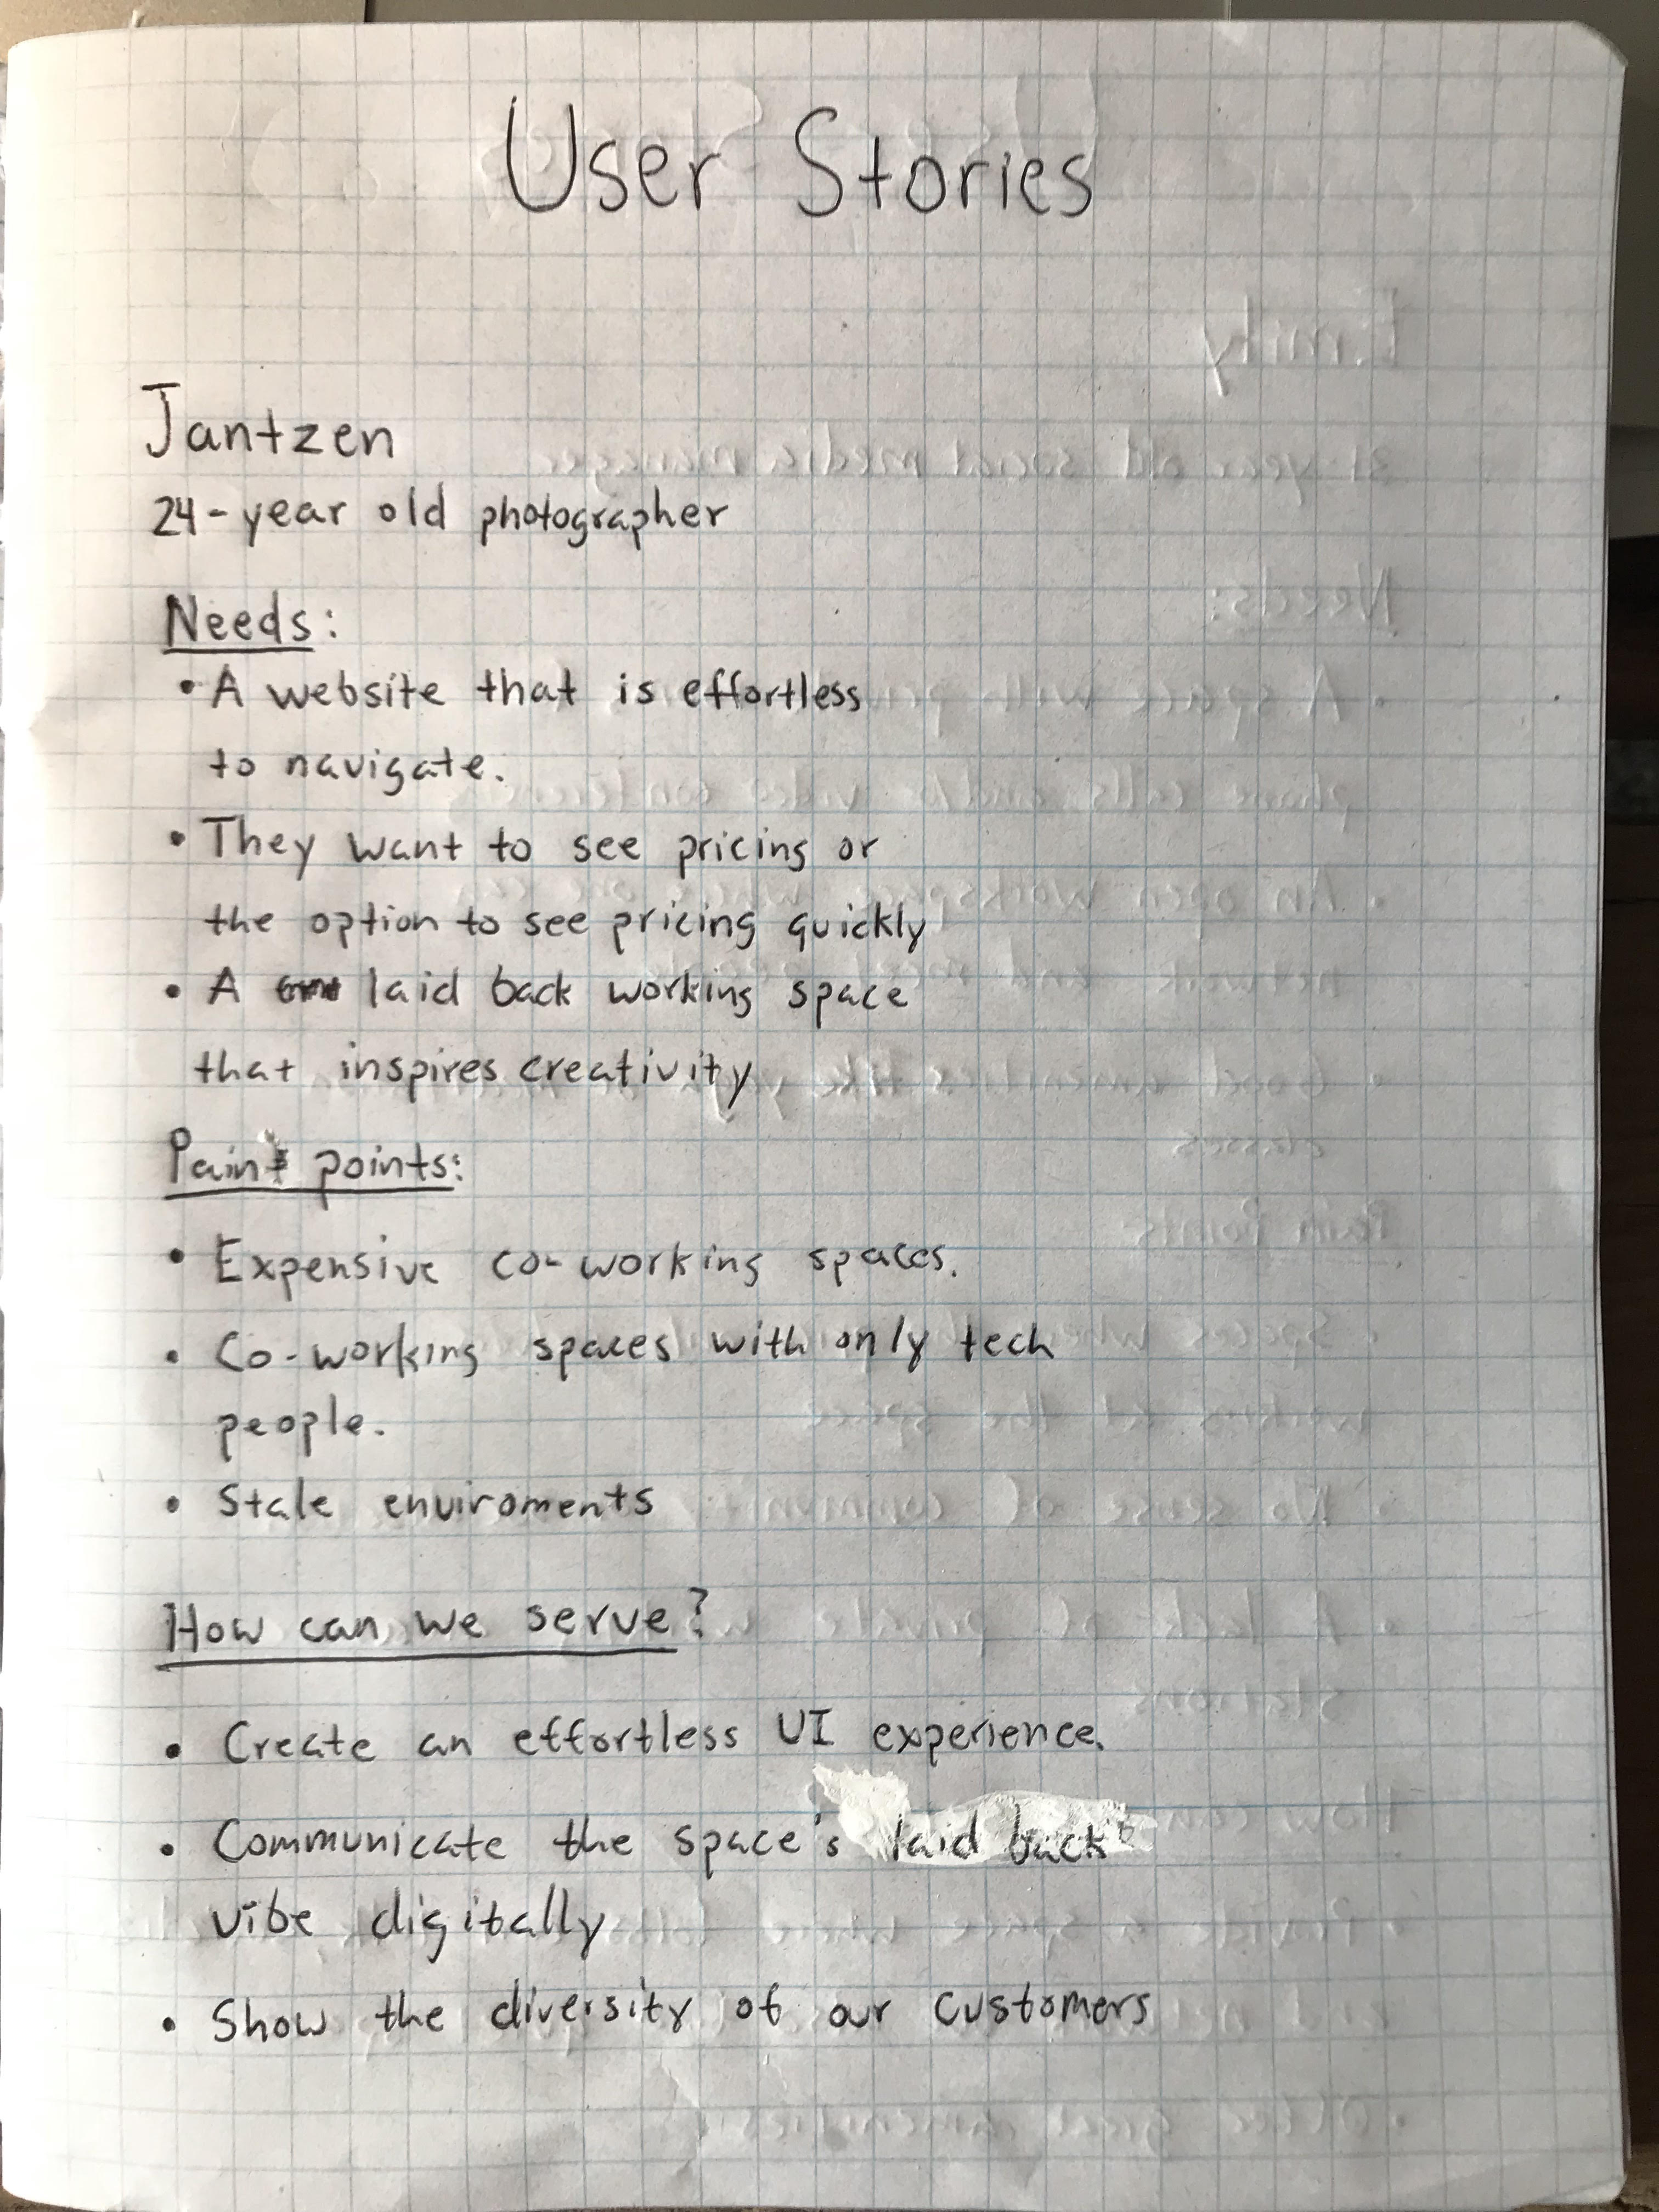 User Stories
Jantzen
24-year old photographer
Needs:
• A website that is effortless
to navigate.
• They want to see pricing or
the option to see pricing quickly
• A laid back working space
that inspires creativity
Pain points:
• Expensive co-working spaces.
• Co-working spaces with only tech
people.
• Stale enviroments
How can we serve?
• Create an effortless UI experience.
• Communicate the space's laid back
vibe digitally
• Show the diversity of our customers